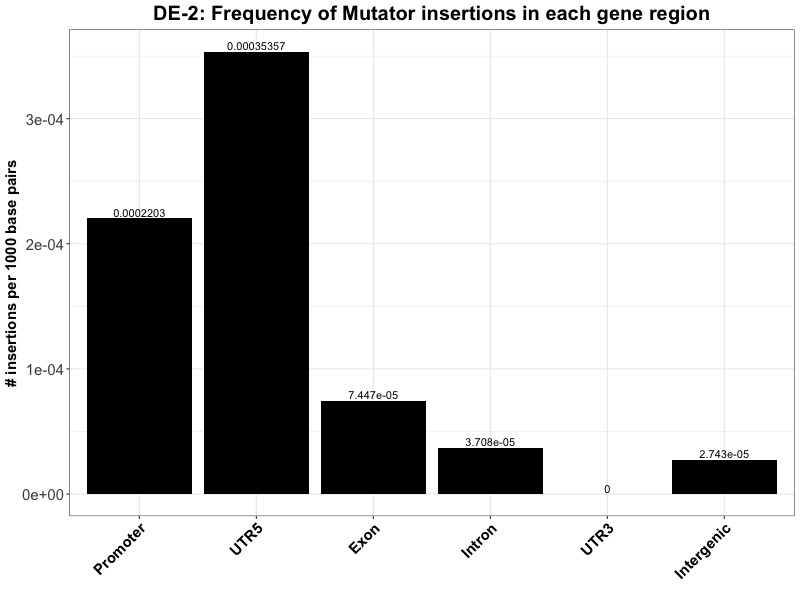 DE-2: Frequency of Mutator insertions in each gene region
# insertions per 1000 base pairs
3e-04
2e-04
1e-04
0e+00
0.0002203
0.00035357
7.447e-05
3.708e-05
0
2.743e-05
Promoter
UTR5
Exon
Intron
UTR3
Intergenic